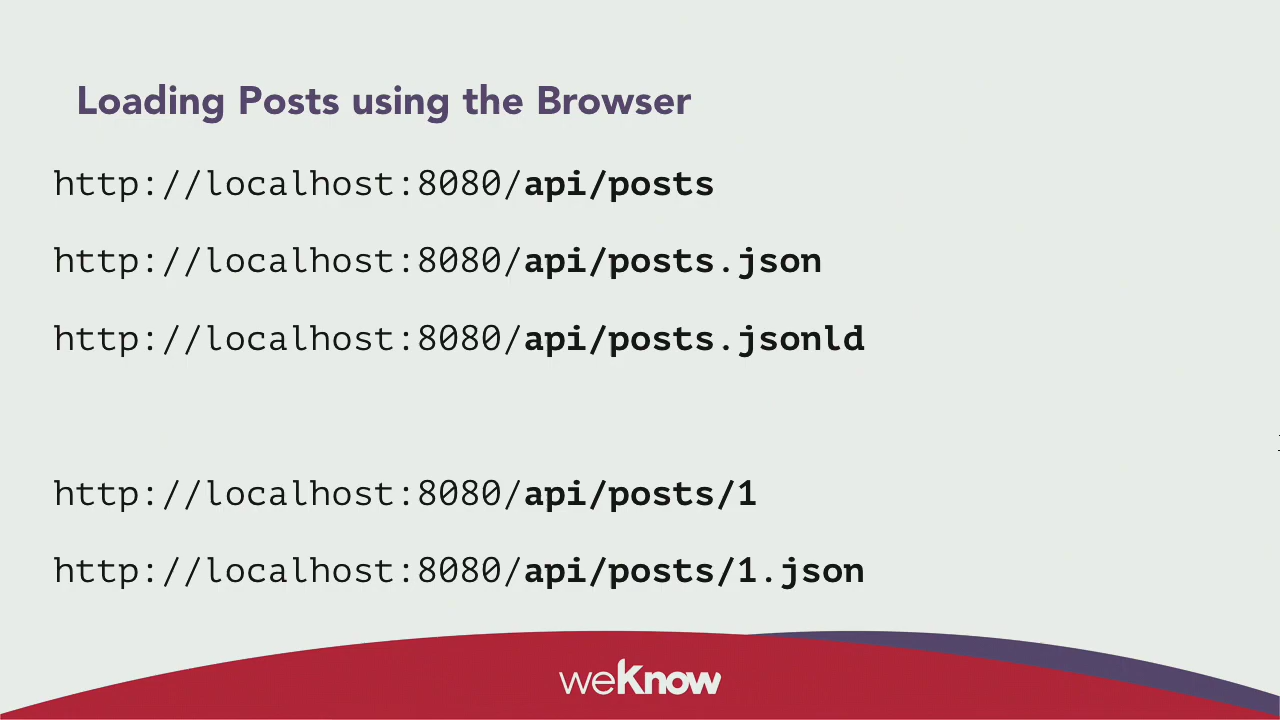 Loading Posts using the Browser
http://localhost:8080/api/posts
http://localhost:8080/api/posts.json
http://localhost:8080/api/posts.jsonld
http://localhost:8080/api/posts/1
http://localhost:8080/api/posts/1.json
weKnow